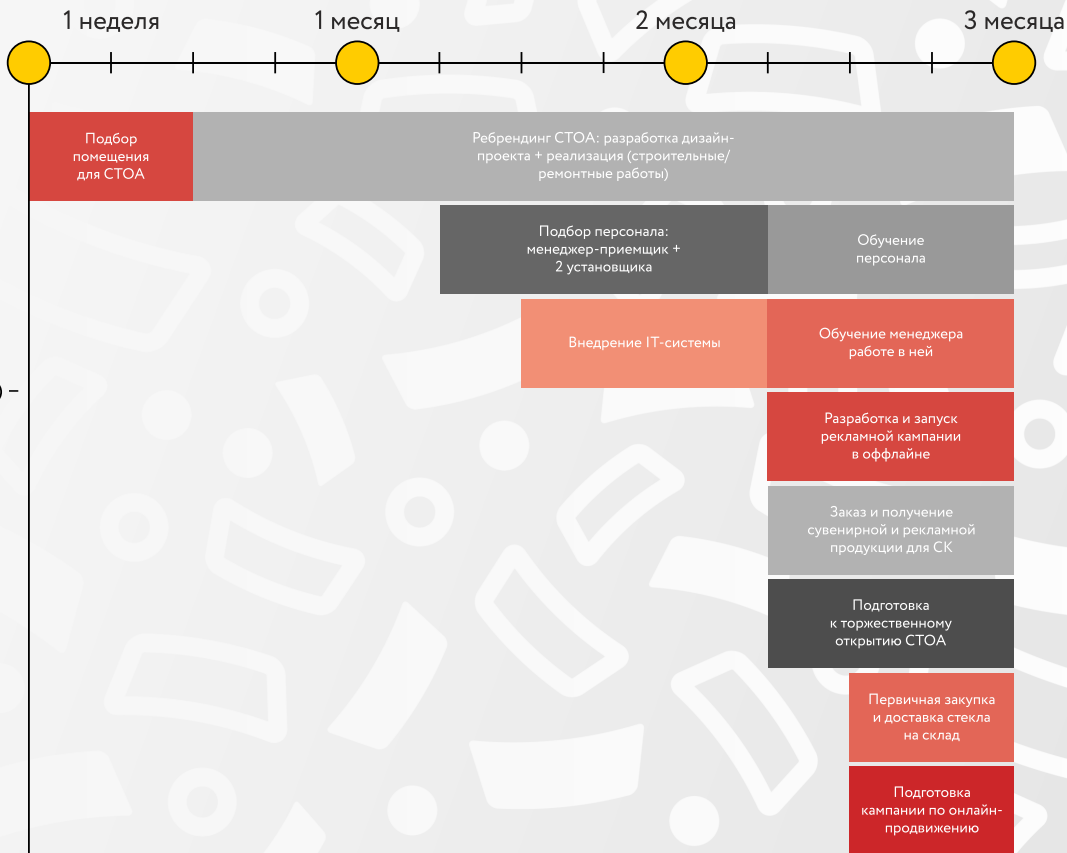 1 неделя
1 месяц
2 месяца
3 месяца
Подбор
помещения
для СТОА
Ребрендинг СТОА: разработка дизайн-
проекта + реализация (строительные/
ремонтные работы)
Подбор персонала:
менеджер-приемщик +
2 установщика
Обучение
персонала
Внедрение IT-системы
Обучение менеджера
работе в ней
Разработка и запуск
рекламной кампании
в оффлайне
Заказ и получение
сувенирной и рекламной
продукции для СК
Подготовка
к торжественному
открытию СТОА
Первичная закупка
и доставка стекла
на склад
Подготовка
кампании по онлайн-
продвижению